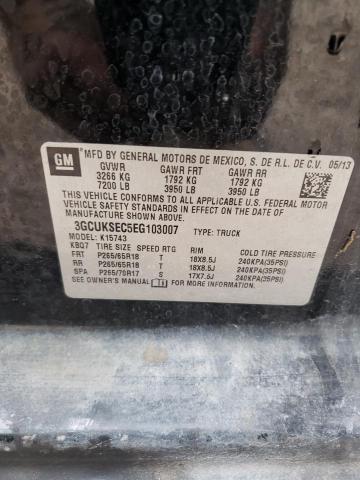 GM
MFD BY GENERAL MOTORS DE MEXICO, S. DE R.L. DE C.V. 05/13
GVWR GAWR FRT GAWR RR
3266 KG 1792 KG 1792 KG
7200 LB 3950 LB 3950 LB
THIS VEHICLE CONFORMS TO ALL APPLICABLE U.S. FEDERAL
MOTOR VEHICLE SAFETY STANDARDS IN EFFECT ON THE DATE OF
MANUFACTURE SHOWN ABOVE.
3GCUKSEC5EG103007 TYPE: TRUCK
MODEL: K15743
KBOT TIRE SIZE SPEED RTG RIM COLD TIRE PRESSURE
FRT P265/65R18 T 18X8.5J 240KPA(35PSI)
RR P265/65R18 T 18X8.5J 240KPA(35PSI)
SPA P265/70R17 S 17X7.5J 240KPA(35PSI)
SEE OWNER'S MANUAL FOR MORE INFORMATION.